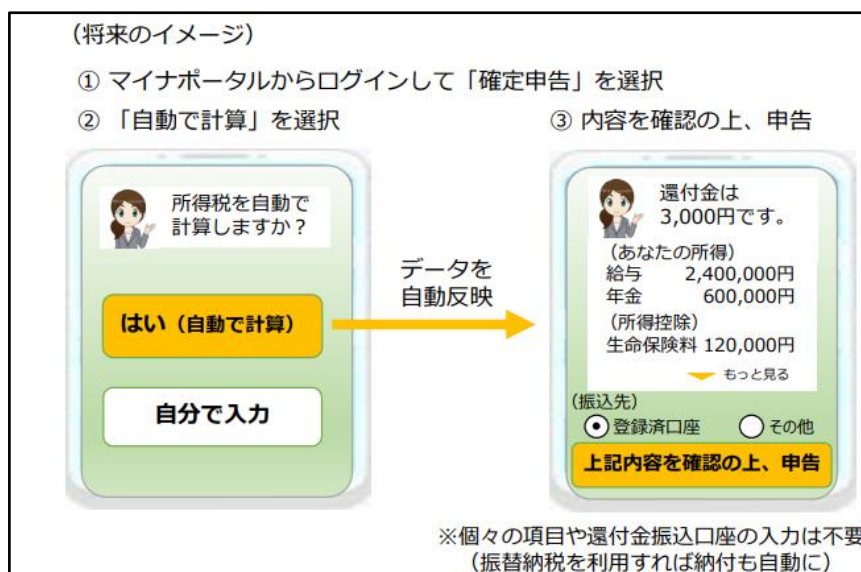 （将来のイメージ）
① マイナポータルからログインして「確定申告」を選択
② 「自動で計算」を選択
所得税を自動で
計算しますか？
はい（自動で計算）
自分で入力
データを
自動反映
③ 内容を確認の上、申告
還付金は
3,000円です。
（あなたの所得）
給与 2,400,000円
年金 600,000円
（所得控除）
生命保険料 120,000円
もっと見る
（振込先）
登録済口座 その他
上記内容を確認の上、申告
※個々の項目や還付金振込口座の入力は不要
（振替納税を利用すれば納付も自動に）